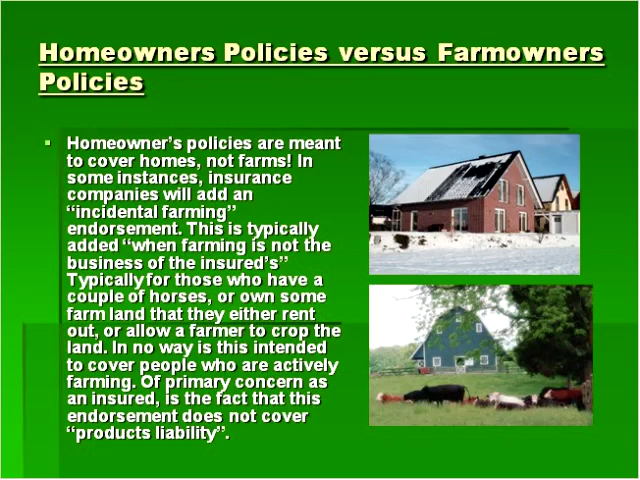 Homeowners Policies versus Farmowners
Policies
▪ Homeowner’s policies are meant
to cover homes, not farms! In
some instances, insurance
companies will add an
“incidental farming”
endorsement. This is typically
added “when farming is not the
business of the insured’s”
Typically for those who have a
couple of horses, or own some
farm land that they either rent
out, or allow a farmer to crop the
land. In no way is this intended
to cover people who are actively
farming. Of primary concern as
an insured, is the fact that this
endorsement does not cover
“products liability”.